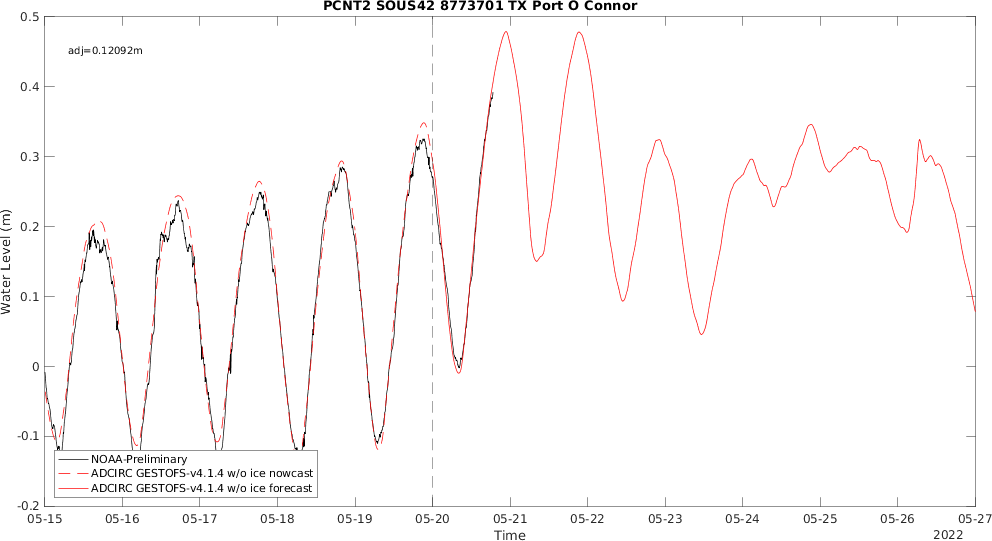 PCNT2 SOUS42 8773701 TX Port O Connor
adj=0.12092m
0.5
0.4
0.3
0.2
0.1
0
-0.1
-0.2
Water Level (m)
NOAA-Preliminary
ADCIRC GESTOFS-v4.1.4 w/o ice nowcast
ADCIRC GESTOFS-v4.1.4 w/o ice forecast
05-15 05-16 05-17 05-18 05-19 05-20 05-21 05-22 05-23 05-24 05-25 05-26 05-27
Time
2022